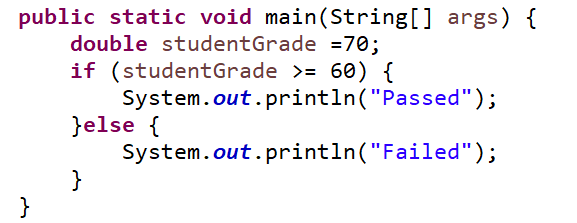 public static void main(String[] args) {
    double studentGrade =70;
    if (studentGrade >= 60) {
        System.out.println("Passed");
    }else {
        System.out.println("Failed");
    }
}